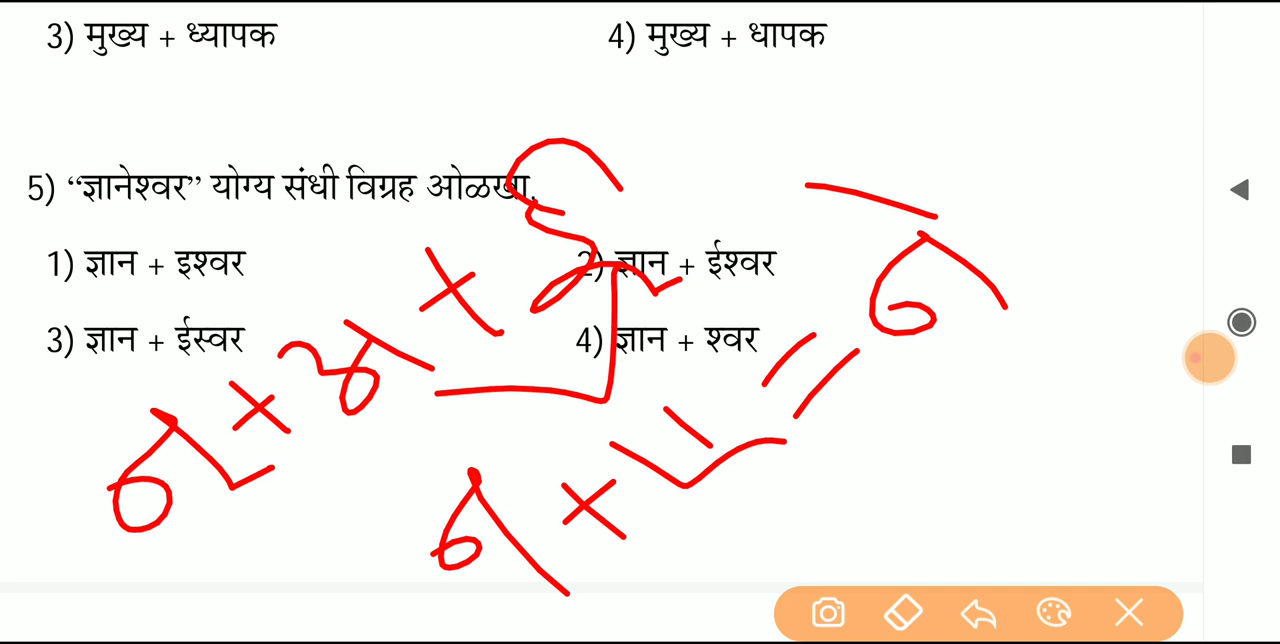 3) मुख्य + ध्यापक 4) मुख्य + धापक
5) “ज्ञानेश्वर” योग्य संधी विग्रह ओळखा.
1) ज्ञान + इश्वर 2) ज्ञान + ईश्वर
3) ज्ञान + ईस्वर 4) ज्ञान + श्वर